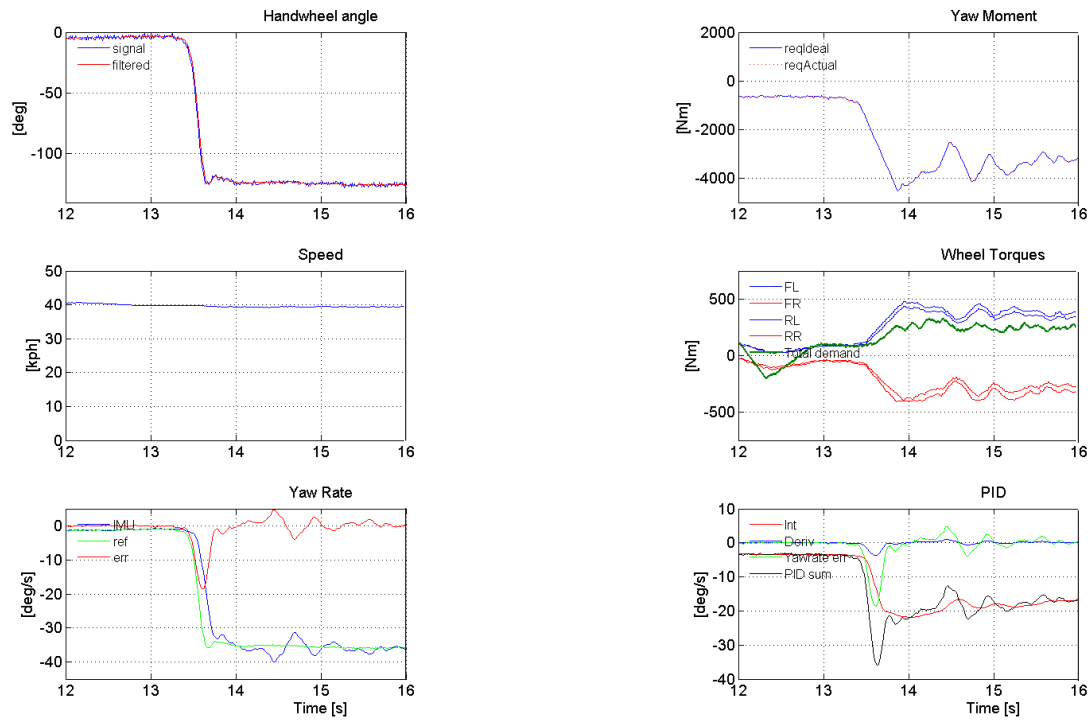 Handwheel angle
0
-50
-100
[deg]
signal
filtered
12 13 14 15 16
Yaw Moment
2000
0
-2000
-4000
[Nm]
reqIdeal
reqActual
12 13 14 15 16
Speed
50
40
30
20
10
0
[kph]
12 13 14 15 16
Wheel Torques
500
0
-500
[Nm]
FL
FR
RL
RR
Total demand
12 13 14 15 16
Yaw Rate
0
-10
-20
-30
-40
[deg/s]
IMU
ref
err
12 13 14 15 16
Time [s]
PID
10
0
-10
-20
-30
-40
[deg/s]
Int
Deriv
Yawrate err
PID sum
12 13 14 15 16
Time [s]